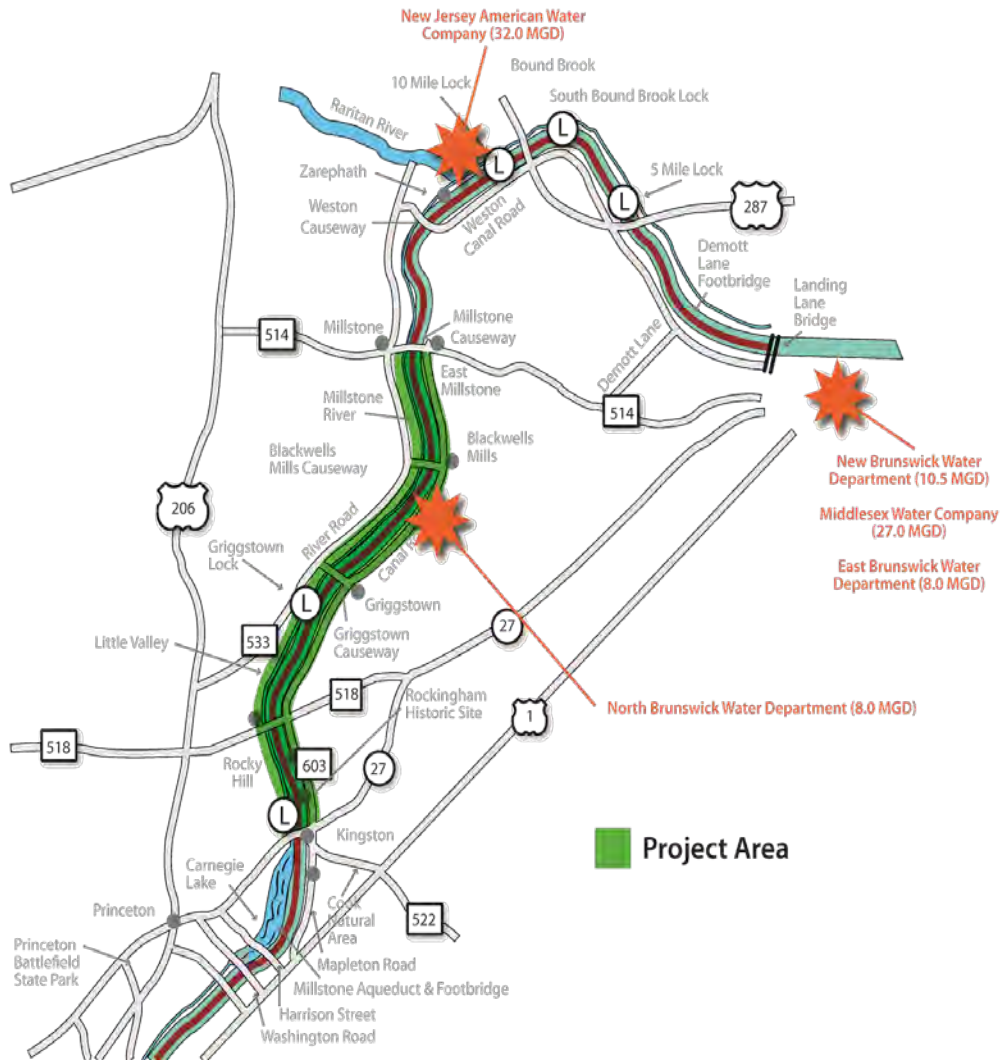 New Jersey American Water
Company (32.0 MGD)
Bound Brook
10 Mile Lock
South Bound Brook Lock
Raritan River
L
L
Zarephath
5 Mile Lock
L
287
Weston
Causeway
Weston
Canal Road
Demott
Lane
Footbridge
Landing
Lane
Bridge
514
Millstone
Millstone
Causeway
East
Millstone
Demott Lane
514
Millstone
River
Blackwells
Mills Causeway
Blackwells
Mills
New Brunswick Water
Department (10.5 MGD)
Middlesex Water Company
(27.0 MGD)
East Brunswick Water
Department (8.0 MGD)
206
River Road
Canal
Griggstown
Lock
L
Griggstown
Griggstown
Causeway
27
533
Little Valley
518
Rockingham
Historic Site
North Brunswick Water Department (8.0 MGD)
1
518
Rocky
Hill
603
27
L
Kingston
Project Area
Carnegie
Lake
Cook
Natural
Area
522
Princeton
Princeton
Battlefield
State Park
Mapleton Road
Millstone Aqueduct & Footbridge
Harrison Street
Washington Road